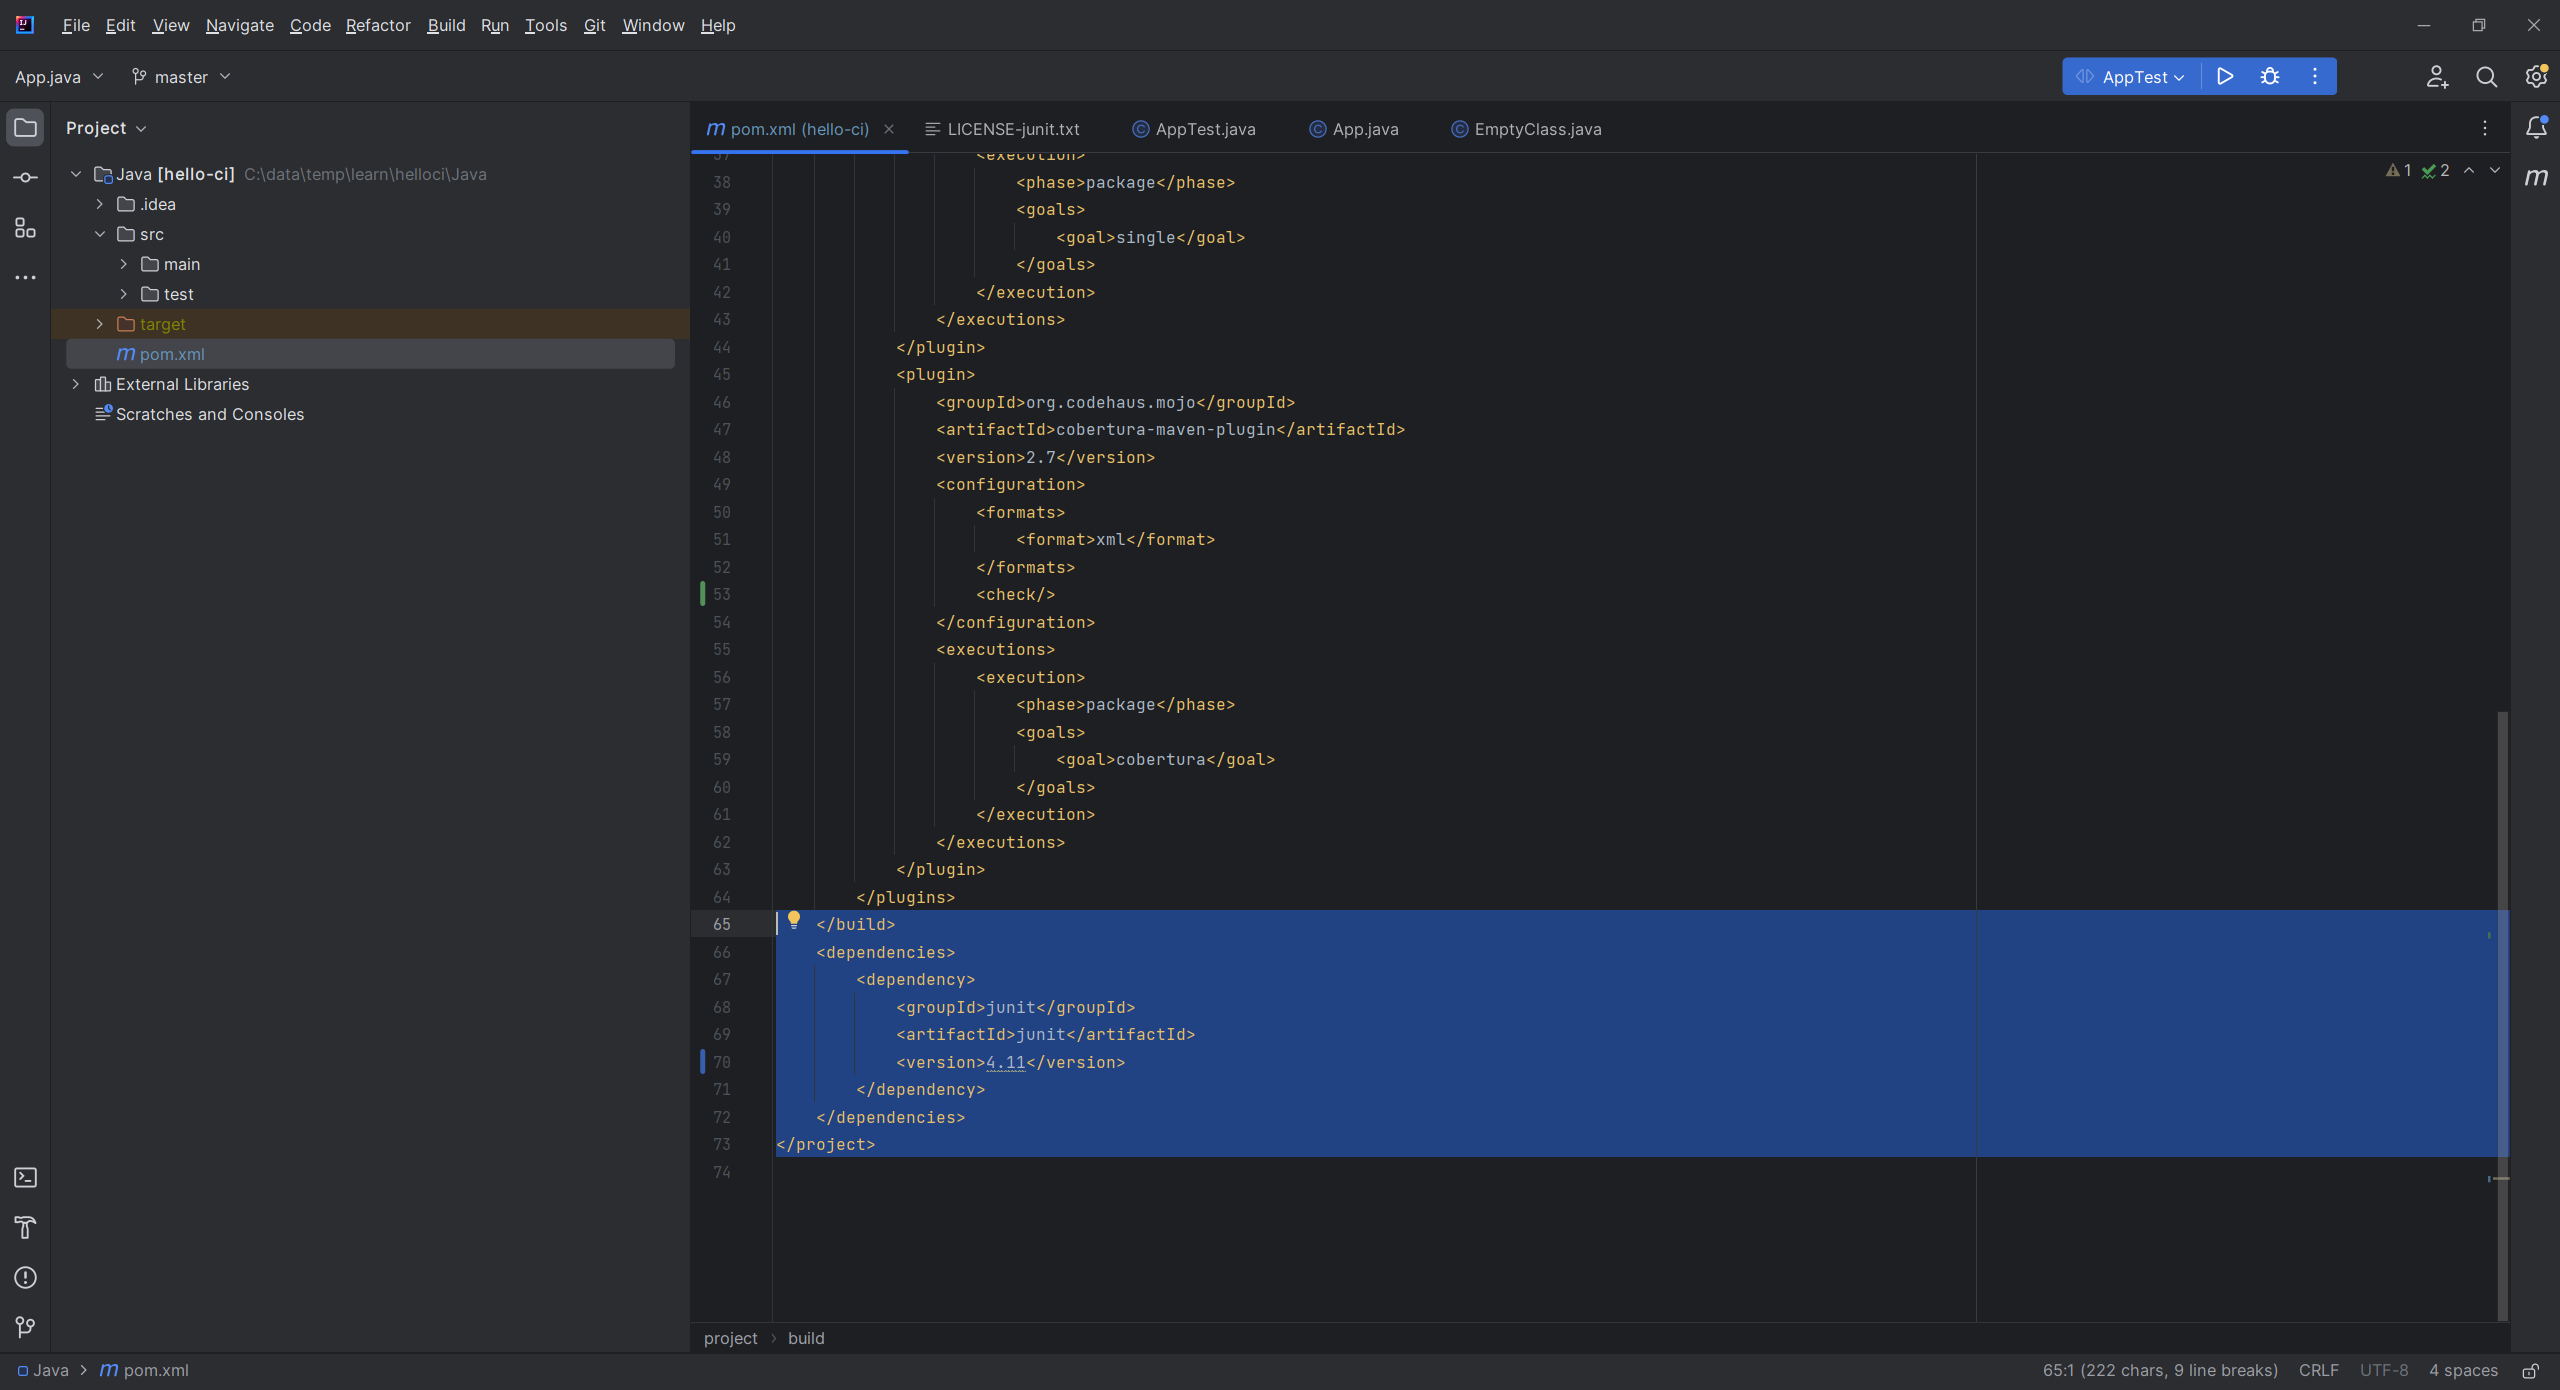 File Edit View Navigate Code Refactor Build Run Tools Git Window Help
App.java master AppTest
Project
Java [hello-ci] C:\data\temp\learn\helloci\Java
.idea
src
main
test
target
m pom.xml
External Libraries
Scratches and Consoles
m pom.xml (hello-ci) LICENSE-junit.txt AppTest.java App.java EmptyClass.java
1 2
m
37 <execution>
38 <phase>package</phase>
39 <goals>
40 <goal>single</goal>
41 </goals>
42 </execution>
43 </executions>
44 </plugin>
45 <plugin>
46 <groupId>org.codehaus.mojo</groupId>
47 <artifactId>cobertura-maven-plugin</artifactId>
48 <version>2.7</version>
49 <configuration>
50 <formats>
51 <format>xml</format>
52 </formats>
53 <check/>
54 </configuration>
55 <executions>
56 <execution>
57 <phase>package</phase>
58 <goals>
59 <goal>cobertura</goal>
60 </goals>
61 </execution>
62 </executions>
63 </plugin>
64 </plugins>
65 </build>
66 <dependencies>
67 <dependency>
68 <groupId>junit</groupId>
69 <artifactId>junit</artifactId>
70 <version>4.11</version>
71 </dependency>
72 </dependencies>
73 </project>
74
project › build
Java › m pom.xml 65:1 (222 chars, 9 line breaks) CRLF UTF-8 4 spaces